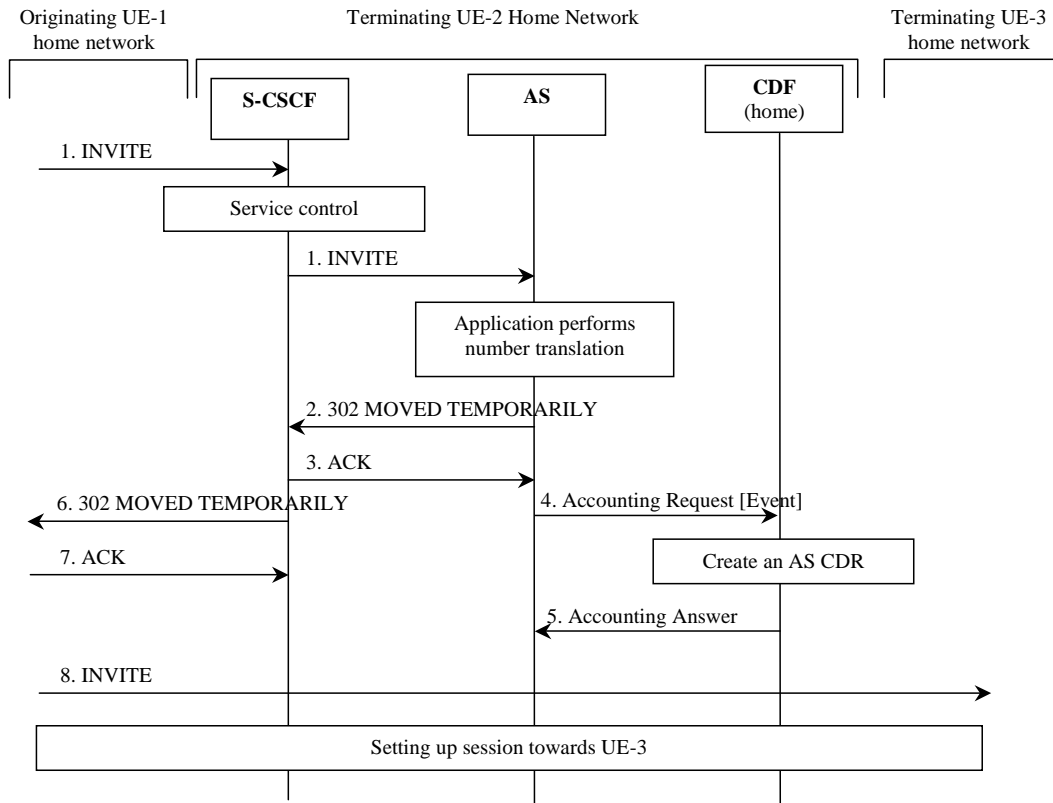 Originating UE-1
home network
Terminating UE-2 Home Network
Terminating UE-3
home network
S-CSCF
AS
CDF
(home)
1. INVITE
Service control
1. INVITE
Application performs
number translation
2. 302 MOVED TEMPORARILY
3. ACK
6. 302 MOVED TEMPORARILY
4. Accounting Request [Event]
7. ACK
Create an AS CDR
5. Accounting Answer
8. INVITE
Setting up session towards UE-3